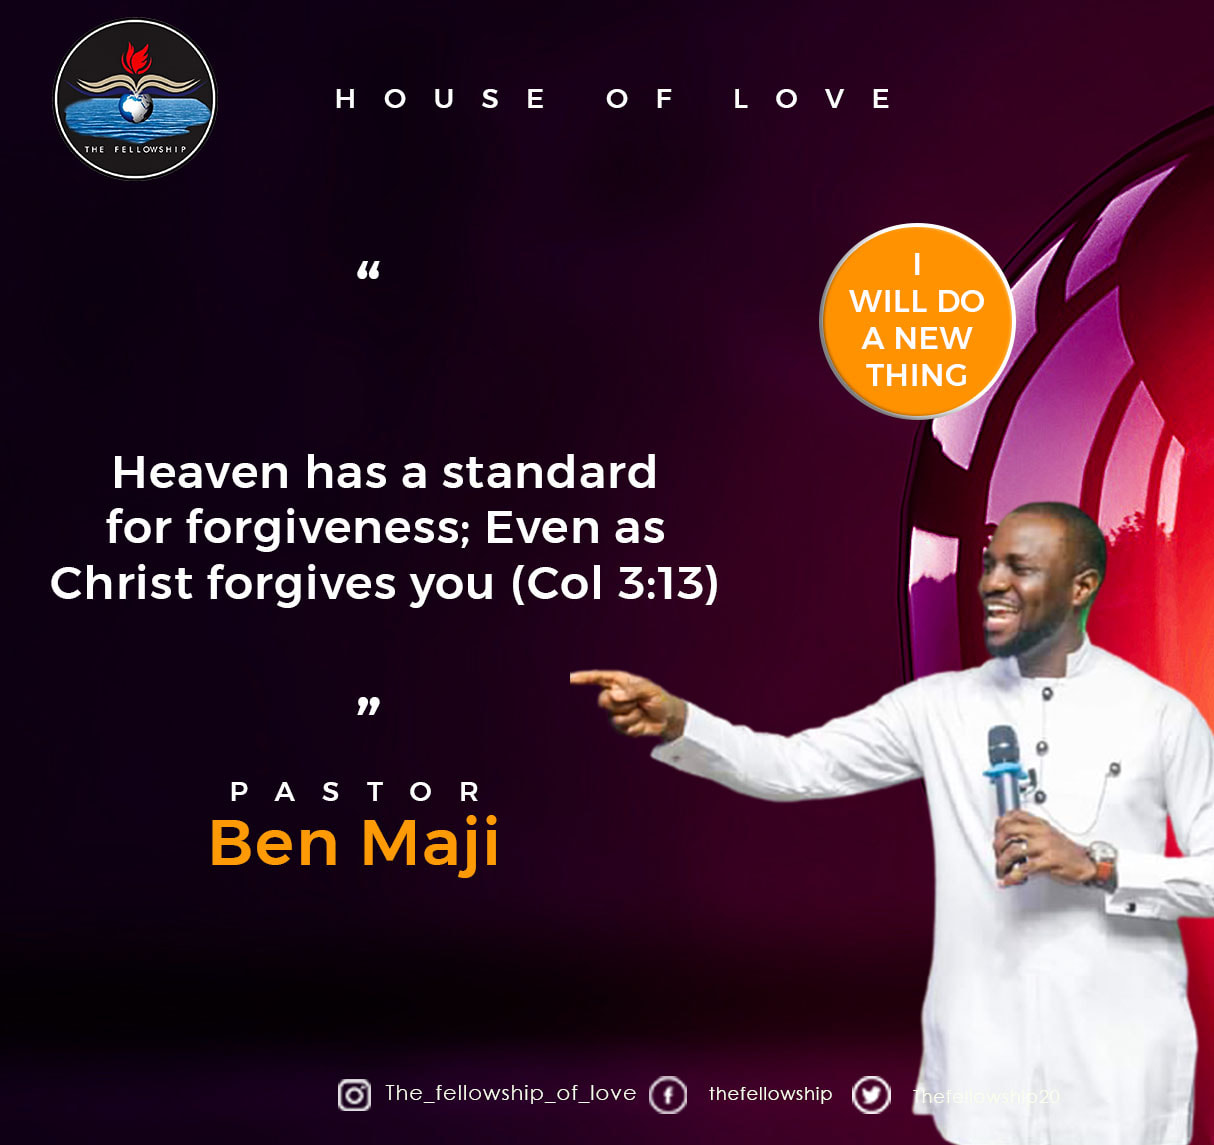 THE FELLOWSHIP
HOUSE OF LOVE
I
WILL DO
A NEW
THING
“
Heaven has a standard
for forgiveness; Even as
Christ forgives you (Col 3:13)
”
PASTOR
Ben Maji
The_fellowship_of_love thefellowship Thefellowship20